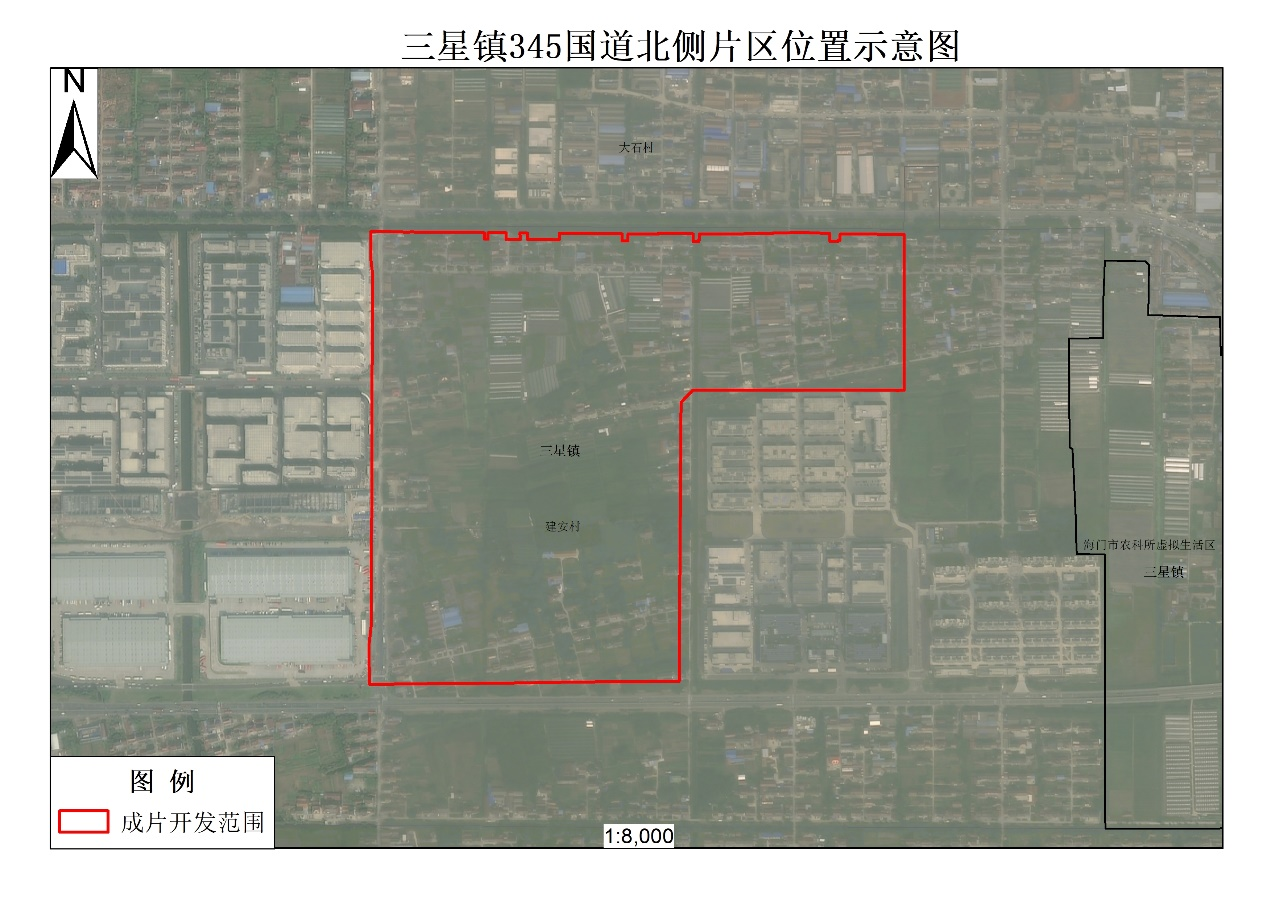 三星镇345国道北侧片区位置示意图
N
大石村
三星镇
建安村
海门市农科所虚拟生活区
三星镇
图 例
成片开发范围
1:8,000